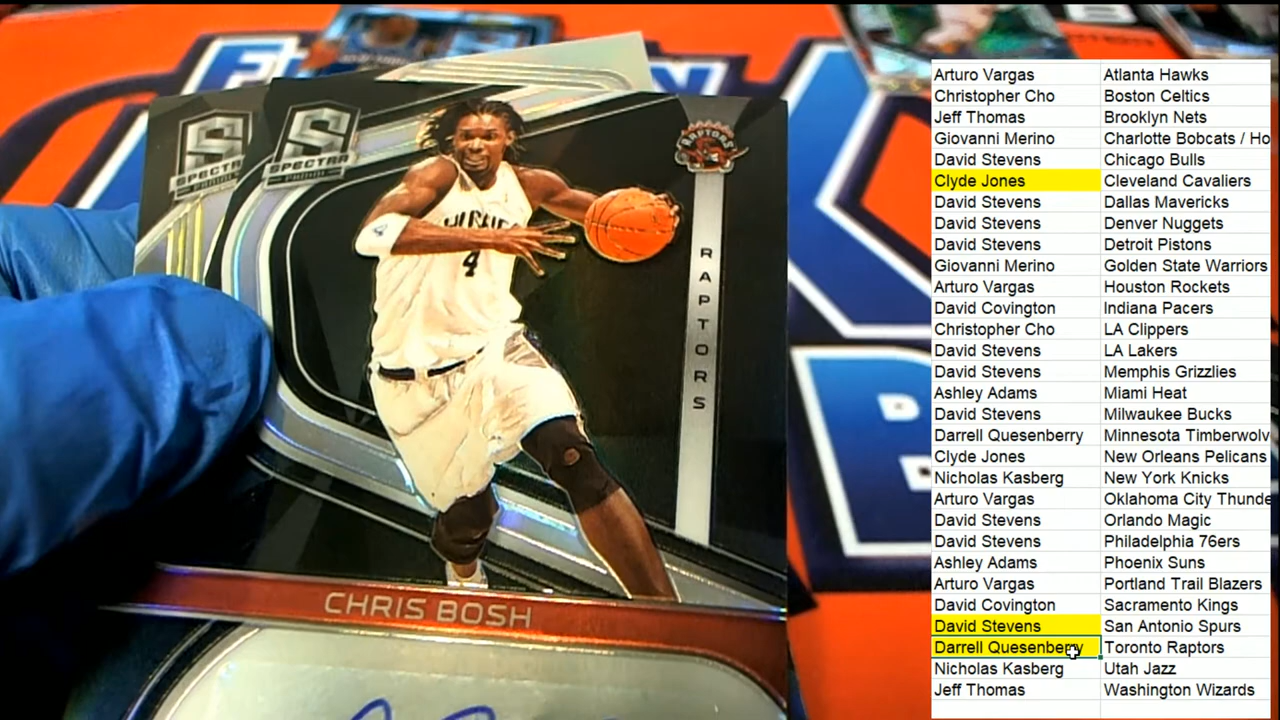 SPECTRA
PANINI
SPECTRA
PANINI
RAPTORS
RAPTORS
4
CHRIS BOSH
Arturo Vargas Atlanta Hawks
Christopher Cho Boston Celtics
Jeff Thomas Brooklyn Nets
Giovanni Merino Charlotte Bobcats / Ho
David Stevens Chicago Bulls
Clyde Jones Cleveland Cavaliers
David Stevens Dallas Mavericks
David Stevens Denver Nuggets
David Stevens Detroit Pistons
Giovanni Merino Golden State Warriors
Arturo Vargas Houston Rockets
David Covington Indiana Pacers
Christopher Cho LA Clippers
David Stevens LA Lakers
David Stevens Memphis Grizzlies
Ashley Adams Miami Heat
David Stevens Milwaukee Bucks
Darrell Quesenberry Minnesota Timberwolv
Clyde Jones New Orleans Pelicans
Nicholas Kasberg New York Knicks
Arturo Vargas Oklahoma City Thunde
David Stevens Orlando Magic
David Stevens Philadelphia 76ers
Ashley Adams Phoenix Suns
Arturo Vargas Portland Trail Blazers
David Covington Sacramento Kings
David Stevens San Antonio Spurs
Darrell Quesenberry Toronto Raptors
Nicholas Kasberg Utah Jazz
Jeff Thomas Washington Wizards